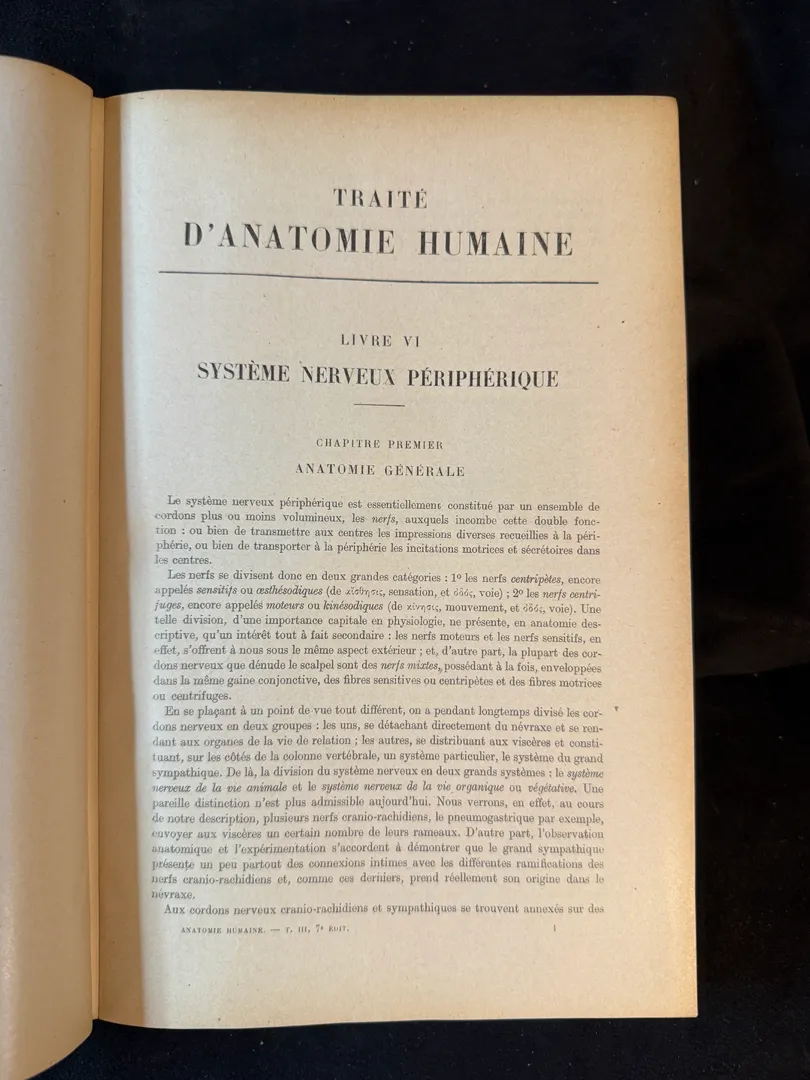 TRAITÉ
D'ANATOMIE HUMAINE
LIVRE VI
SYSTÈME NERVEUX PÉRIPHÉRIQUE
CHAPITRE PREMIER
ANATOMIE GÉNÉRALE
Le système nerveux périphérique est essentiellement constitué par un ensemble de
cordons plus ou moins volumineux, les nerfs, auxquels incombe cette double fonc-
tion : ou bien de transmettre aux centres les impressions diverses recueillies à la péri-
phérie, ou bien de transporter à la périphérie les incitations motrices et sécrétoires dans
les centres.
Les nerfs se divisent donc en deux grandes catégories : 1º les nerfs centripètes, encore
appelés sensitifs ou œsthésodiques (de αἴσθησις, sensation, et ὁδός, voie) ; 2º les nerfs centri-
fuges, encore appelés moteurs ou kinésodiques (de κίνησις, mouvement, et ὁδός, voie). Une
telle division, d'une importance capitale en physiologie, ne présente, en anatomie des-
criptive, qu'un intérêt tout à fait secondaire : les nerfs moteurs et les nerfs sensitifs, en
effet, s'offrent à nous sous le même aspect extérieur ; et, d'autre part, la plupart des cor-
dons nerveux que dénude le scalpel sont des nerfs mixtes, possédant à la fois, enveloppées
dans la même gaine conjonctive, des fibres sensitives ou centripètes et des fibres motrices
ou centrifuges.
En se plaçant à un point de vue tout différent, on a pendant longtemps divisé les cor-
dons nerveux en deux groupes : les uns, se détachant directement du névraxe et se ren-
dant aux organes de la vie de relation ; les autres, se distribuant aux viscères et consti-
tuant, sur les côtés de la colonne vertébrale, un système particulier, le système du grand
sympathique. De là, la division du système nerveux en deux grands systèmes : le système
nerveux de la vie animale et le système nerveux de la vie organique ou végétative. Une
pareille distinction n'est plus admissible aujourd'hui. Nous verrons, en effet, au cours
de notre description, plusieurs nerfs cranio-rachidiens, le pneumogastrique par exemple,
envoyer aux viscères un certain nombre de leurs rameaux. D'autre part, l'observation
anatomique et l'expérimentation s'accordent à démontrer que le grand sympathique
présente un peu partout des connexions intimes avec les différentes ramifications des
nerfs cranio-rachidiens et, comme ces derniers, prend réellement son origine dans le
névraxe.
Aux cordons nerveux cranio-rachidiens et sympathiques se trouvent annexés sur des
ANATOMIE HUMAINE. — T. III, 7e ÉDIT. 1